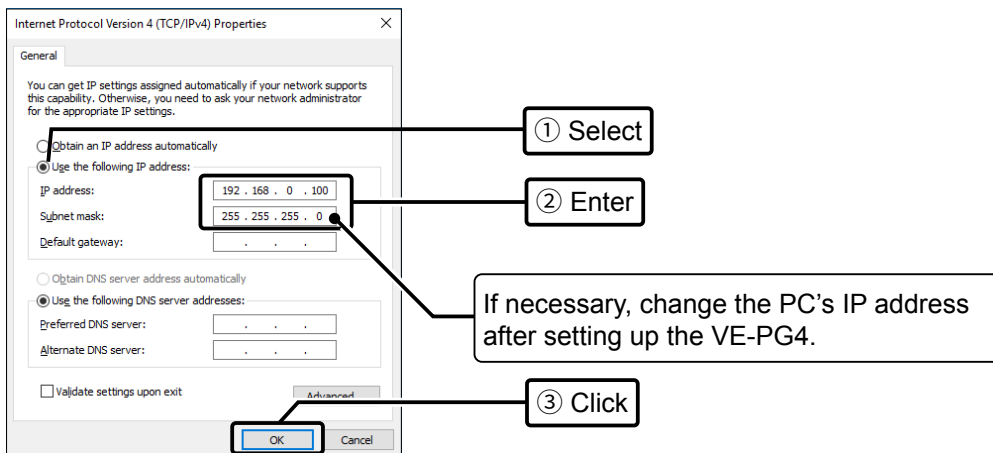 Internet Protocol Version 4 (TCP/IPv4) Properties
General
You can get IP settings assigned automatically if your network supports
this capability. Otherwise, you need to ask your network administrator
for the appropriate IP settings.
Obtain an IP address automatically
Use the following IP address:
IP address: 192 . 168 . 0 . 100
Subnet mask: 255 . 255 . 255 . 0
Default gateway: . . .
Obtain DNS server address automatically
Use the following DNS server addresses:
Preferred DNS server: . . .
Alternate DNS server: . . .
Validate settings upon exit
Advanced...
OK Cancel
① Select
② Enter
If necessary, change the PC’s IP address
after setting up the VE-PG4.
③ Click